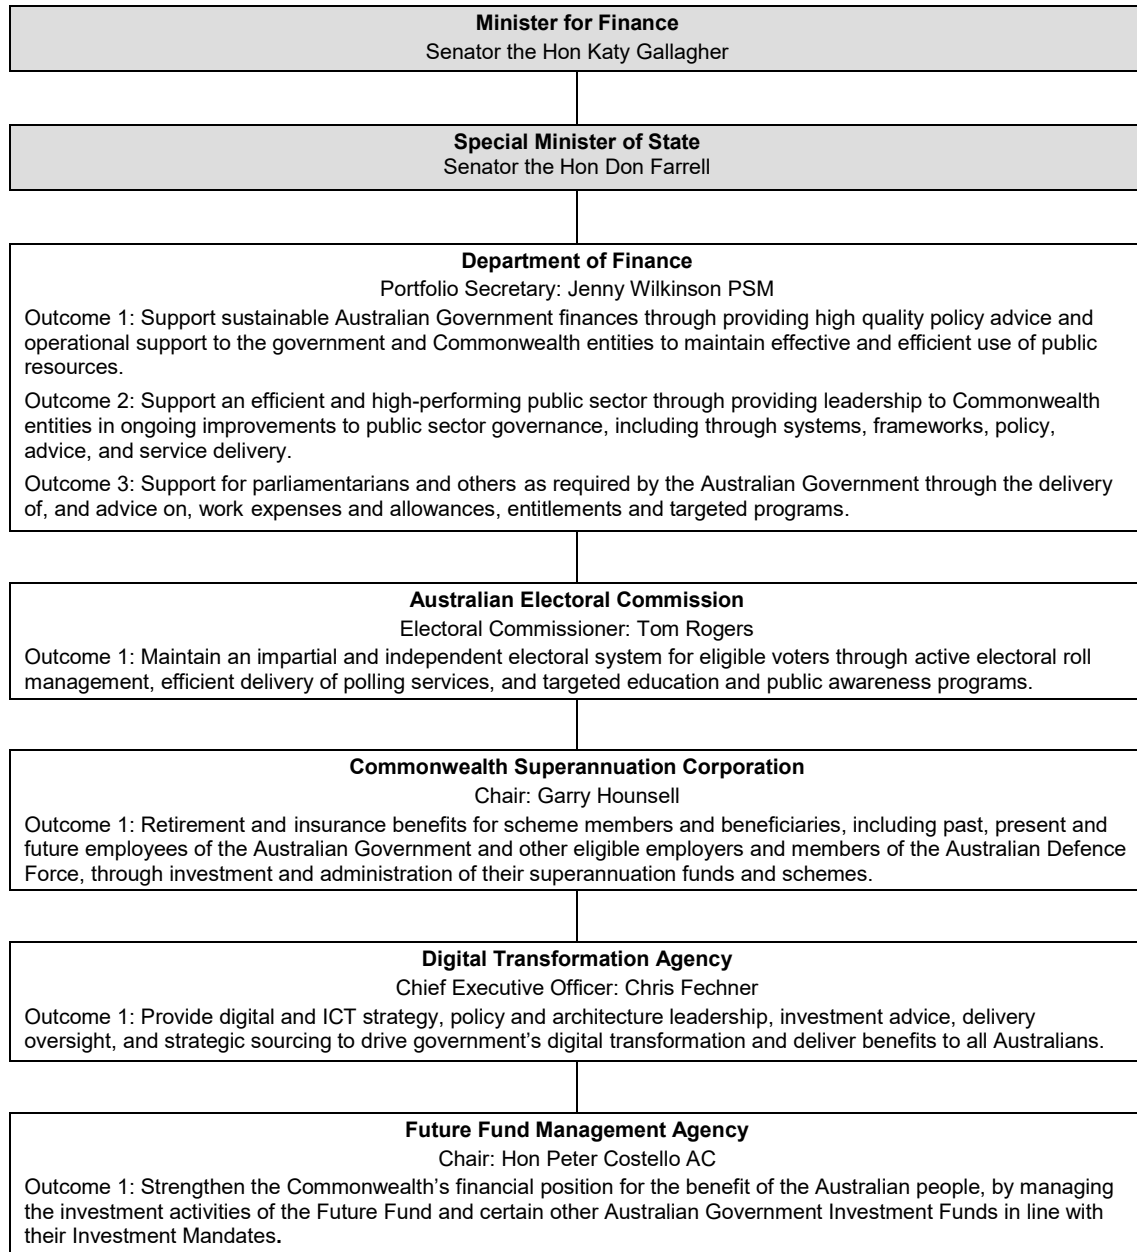 Minister for Finance
Senator the Hon Katy Gallagher
Special Minister of State
Senator the Hon Don Farrell
Department of Finance
Portfolio Secretary: Jenny Wilkinson PSM
Outcome 1: Support sustainable Australian Government finances through providing high quality policy advice and
operational support to the government and Commonwealth entities to maintain effective and efficient use of public
resources.
Outcome 2: Support an efficient and high-performing public sector through providing leadership to Commonwealth
entities in ongoing improvements to public sector governance, including through systems, frameworks, policy,
advice, and service delivery.
Outcome 3: Support for parliamentarians and others as required by the Australian Government through the delivery
of, and advice on, work expenses and allowances, entitlements and targeted programs.
Australian Electoral Commission
Electoral Commissioner: Tom Rogers
Outcome 1: Maintain an impartial and independent electoral system for eligible voters through active electoral roll
management, efficient delivery of polling services, and targeted education and public awareness programs.
Commonwealth Superannuation Corporation
Chair: Garry Hounsell
Outcome 1: Retirement and insurance benefits for scheme members and beneficiaries, including past, present and
future employees of the Australian Government and other eligible employers and members of the Australian Defence
Force, through investment and administration of their superannuation funds and schemes.
Digital Transformation Agency
Chief Executive Officer: Chris Fechner
Outcome 1: Provide digital and ICT strategy, policy and architecture leadership, investment advice, delivery
oversight, and strategic sourcing to drive government's digital transformation and deliver benefits to all Australians.
Future Fund Management Agency
Chair: Hon Peter Costello AC
Outcome 1: Strengthen the Commonwealth's financial position for the benefit of the Australian people, by managing
the investment activities of the Future Fund and certain other Australian Government Investment Funds in line with
their Investment Mandates.